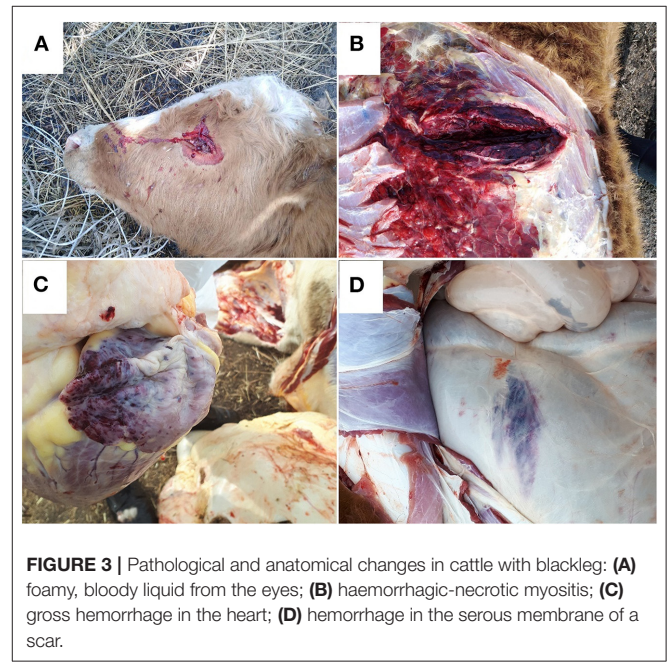 A
B
C
D
FIGURE 3 | Pathological and anatomical changes in cattle with blackleg: (A)
foamy, bloody liquid from the eyes; (B) haemorrhagic-necrotic myositis; (C)
gross hemorrhage in the heart; (D) hemorrhage in the serous membrane of a
scar.